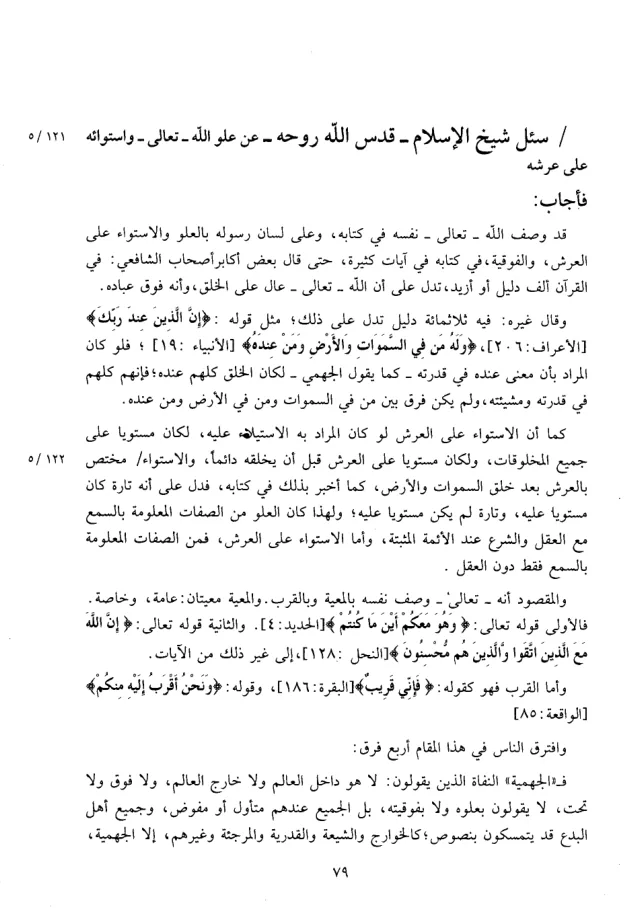 / سئل شيخ الإسلام ـ قدس الله روحه ـ عن علو الله ـ تعالى ـ واستوائه ٥/١٢١
على عرشه
فأجاب:
قد وصف الله ـ تعالى ـ نفسه في كتابه، وعلى لسان رسوله بالعلو والاستواء على
العرش، والفوقية،في كتابه في آيات كثيرة، حتى قال بعض أكابرأصحاب الشافعي: في
القرآن ألف دليل أو أزيد،تدل على أن الله ـ تعالى ـ عال على الخلق،وأنه فوق عباده.
وقال غيره: فيه ثلاثمائة دليل تدل على ذلك؛ مثل قوله :﴿إِنَّ الَّذِينَ عِندَ رَبِّكَ﴾
[الأعراف:٢٠٦]،﴿وَلَهُ مَن فِي السَّمَوَاتِ وَالأَرْضِ وَمَنْ عِندَهُ﴾ [الأنبياء :١٩] ؛ فلو كان
المراد بأن معنى عنده في قدرته ـ كما يقول الجهمي ـ لكان الخلق كلهم عنده؛فإنهم كلهم
في قدرته ومشيئته،ولم يكن فرق بين من في السموات ومن في الأرض ومن عنده.
كما أن الاستواء على العرش لو كان المراد به الاستيلاء عليه، لكان مستويا على
جميع المخلوقات، ولكان مستويا على العرش قبل أن يخلقه دائماً، والاستواء/ مختص ٥/١٢٢
بالعرش بعد خلق السموات والأرض، كما أخبر بذلك في كتابه، فدل على أنه تارة كان
مستويا عليه، وتارة لم يكن مستويا عليه؛ ولهذا كان العلو من الصفات المعلومة بالسمع
مع العقل والشرع عند الأئمة المثبتة، وأما الاستواء على العرش، فمن الصفات المعلومة
بالسمع فقط دون العقل .
والمقصود أنه ـ تعالى ـ وصف نفسه بالمعية وبالقرب.والمعية معيتان:عامة، وخاصة.
فالأولى قوله تعالى:﴿ وَهُوَ مَعَكُمْ أَيْنَ مَا كُنتُمْ ﴾[الحديد:٤]. والثانية قوله تعالى:﴿ إِنَّ اللَّهَ
مَعَ الَّذِينَ اتَّقَوا وَّالَّذِينَ هُم مُّحْسِنُونَ ﴾[النحل :١٢٨]،إلى غير ذلك من الآيات.
وأما القرب فهو كقوله:﴿ فَإِنِّي قَرِيبٌ﴾[البقرة:١٨٦]، وقوله:﴿وَنَحْنُ أَقْرَبُ إِلَيْهِ مِنكُمْ﴾
[الواقعة:٨٥]
وافترق الناس في هذا المقام أربع فرق:
فـ«الجهمية» النفاة الذين يقولون: لا هو داخل العالم ولا خارج العالم، ولا فوق ولا
تحت، لا يقولون بعلوه ولا بفوقيته، بل الجميع عندهم متأول أو مفوض، وجميع أهل
البدع قد يتمسكون بنصوص؛كالخوارج والشيعة والقدرية والمرجئة وغيرهم، إلا الجهمية،
٧٩